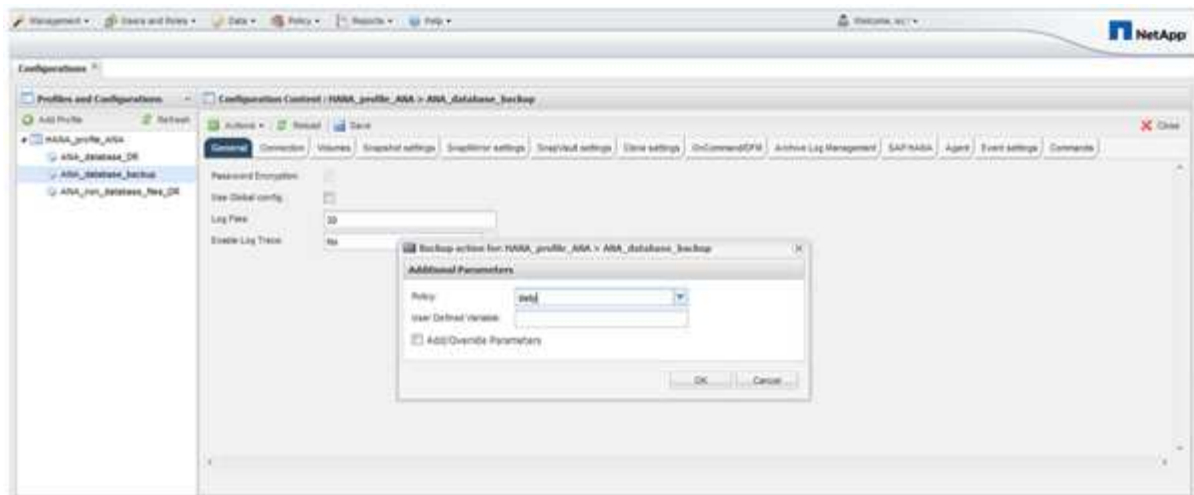 Management Users and Roles Data Policy Reports Help Welcome,
NetApp
Configurations
Profiles and Configurations
Configuration Content : HANA_profile_ANA > ANA_database_backup
Add Profile Refresh
Actions Reload Save Close
HANA_profile_ANA
ANA_database_DR
ANA_database_backup
ANA_non_database_files_DR
General Connection Volumes Snapshot settings SnapMirror settings SnapVault settings Clone settings OnCommand/DFM Archive Log Management SAP HANA Agent Event settings Commands
Password Encryption:
Use Global config:
Log Files: 30
Enable Log Trace: No
Backup action for: HANA_profile_ANA > ANA_database_backup
Additional Parameters
Policy:
User Defined Variable:
Add/Override Parameters
OK Cancel